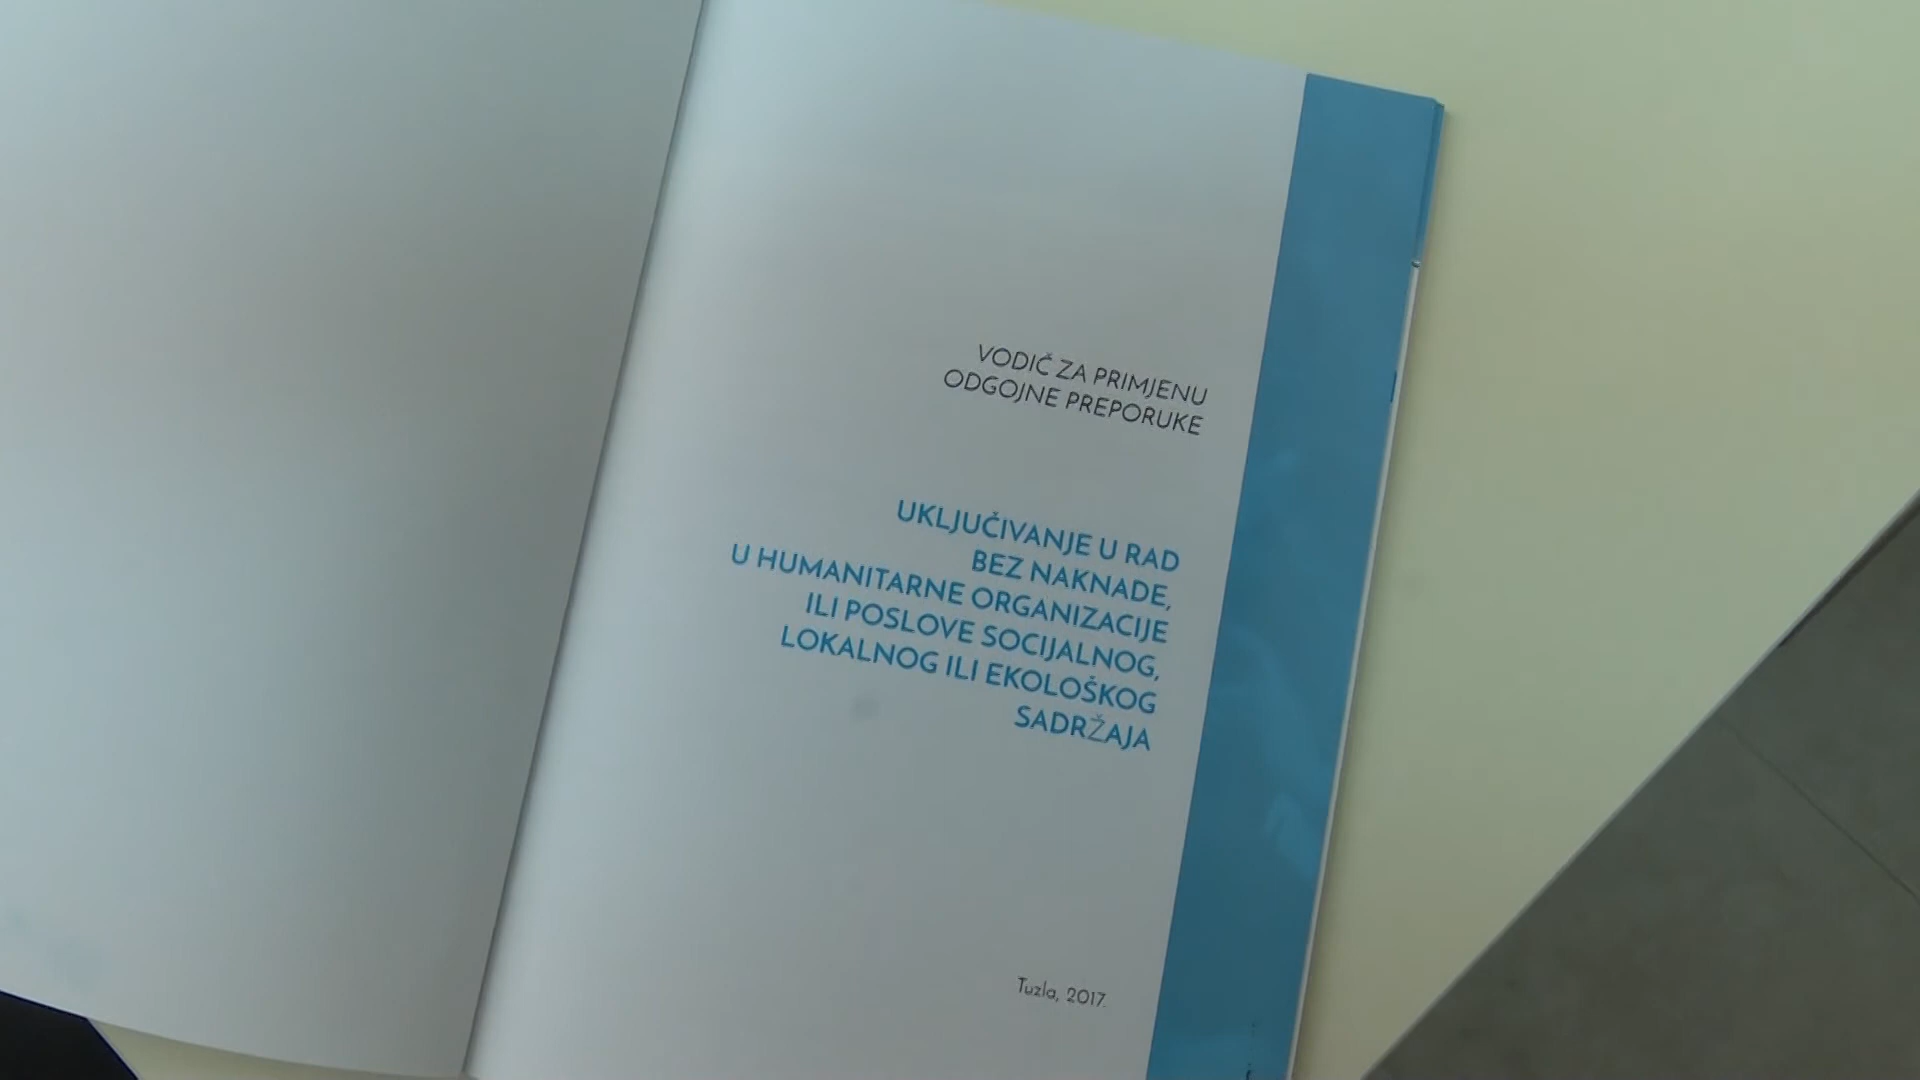 VODIČ ZA PRIMJENU
ODGOJNE PREPORUKE
UKLJUČIVANJE U RAD
BEZ NAKNADE,
U HUMANITARNE ORGANIZACIJE
ILI POSLOVE SOCIJALNOG,
LOKALNOG ILI EKOLOŠKOG
SADRŽAJA
Tuzla, 2017.